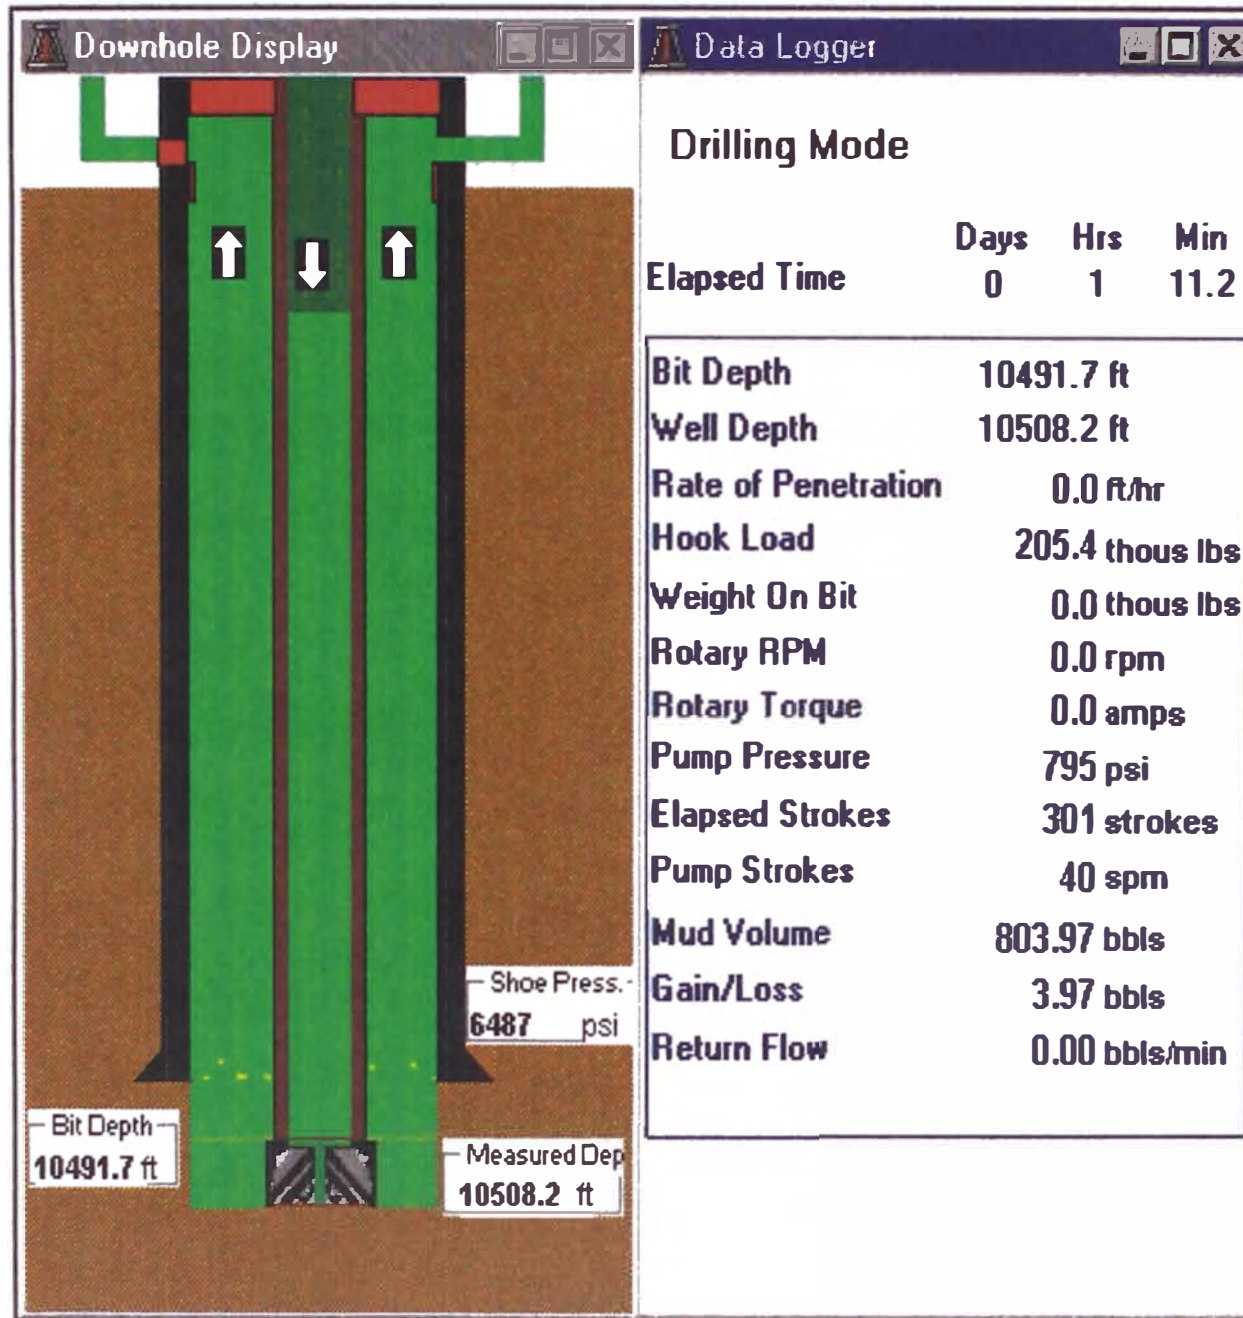 Downhole Display
Shoe Press.
6487 psi
Bit Depth
10491.7 ft
Measured Dep
10508.2 ft
Data Logger
Drilling Mode
Days Hrs Min
Elapsed Time 0 1 11.2
Bit Depth 10491.7 ft
Well Depth 10508.2 ft
Rate of Penetration 0.0 ft/hr
Hook Load 205.4 thous lbs
Weight On Bit 0.0 thous lbs
Rotary RPM 0.0 rpm
Rotary Torque 0.0 amps
Pump Pressure 795 psi
Elapsed Strokes 301 strokes
Pump Strokes 40 spm
Mud Volume 803.97 bbls
Gain/Loss 3.97 bbls
Return Flow 0.00 bbls/min